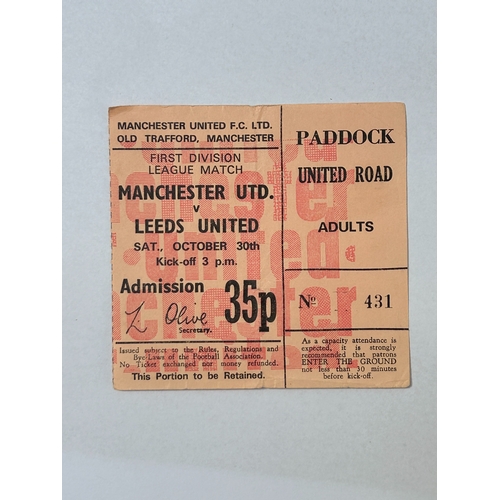 MANCHESTER UNITED F.C. LTD.
OLD TRAFFORD, MANCHESTER
FIRST DIVISION
LEAGUE MATCH
MANCHESTER UTD.
v
LEEDS UNITED
SAT., OCTOBER 30th
Kick-off 3 p.m.
Admission 35p
L Olive
Secretary.
Issued subject to the Rules, Regulations and
Bye-Laws of the Football Association.
No Ticket exchanged nor money refunded.
This Portion to be Retained.
PADDOCK
UNITED ROAD
ADULTS
No 431
As a capacity attendance is
expected, it is strongly
recommended that patrons
ENTER THE GROUND
not less than 30 minutes
before kick-off.